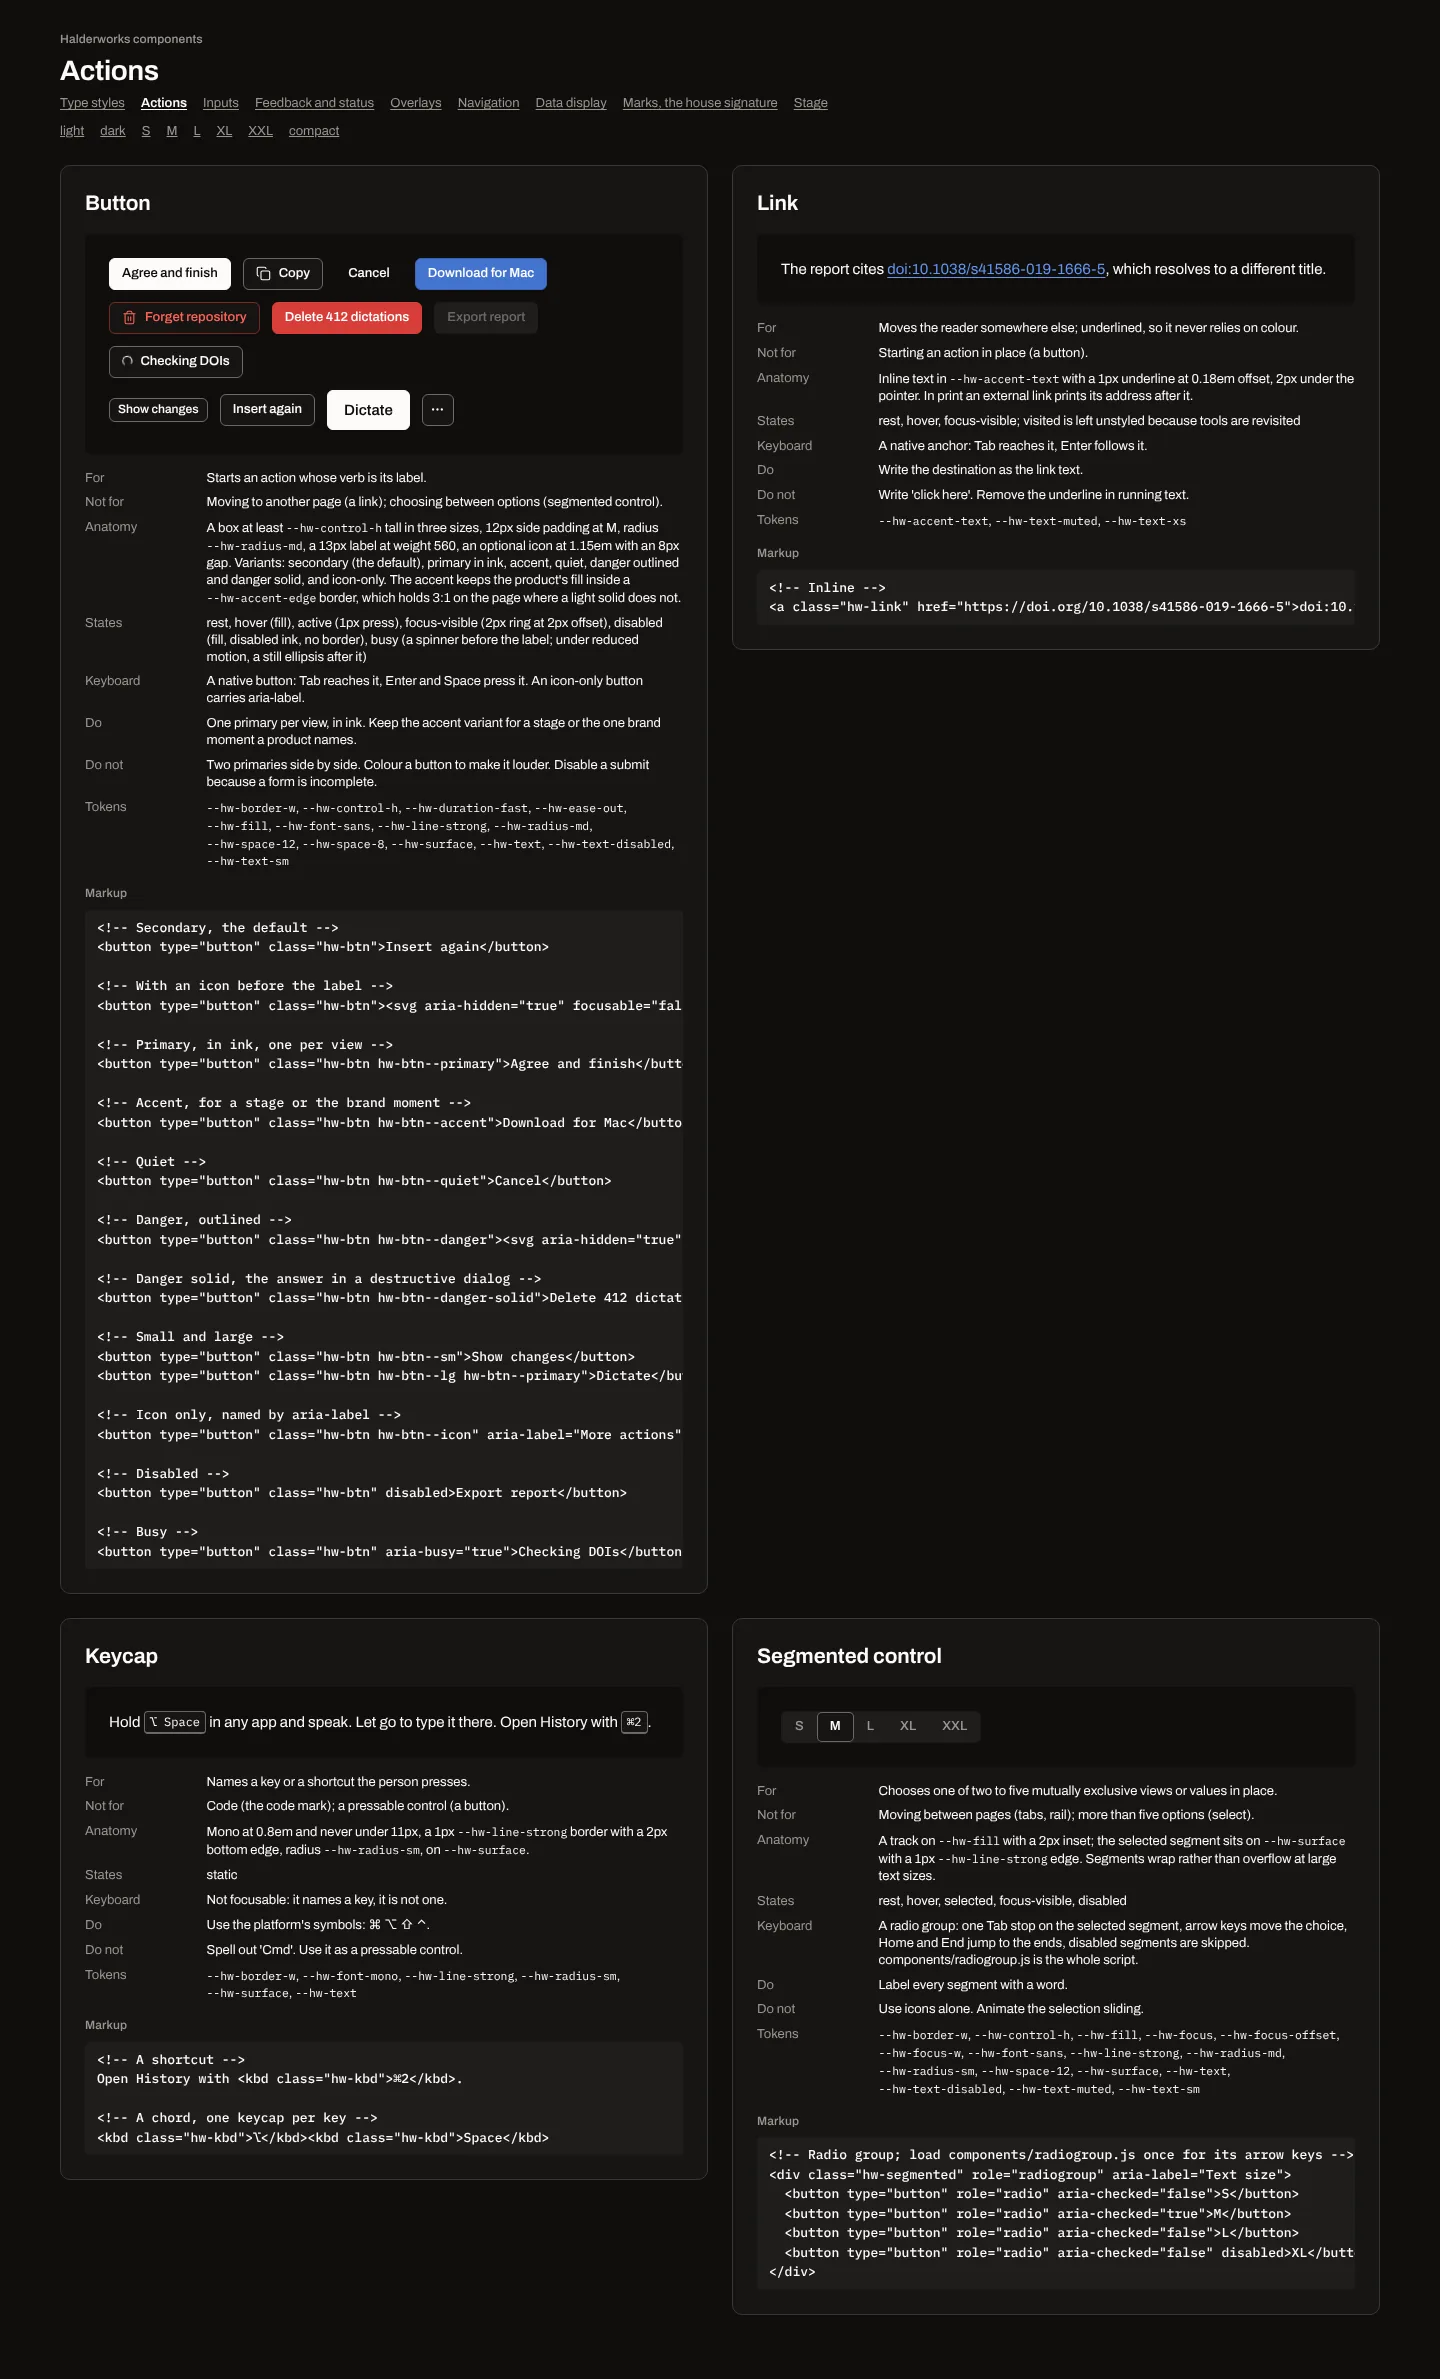 Halderworks components
Actions
Type styles Actions Inputs Feedback and status Overlays Navigation Data display Marks, the house signature Stage
light dark S M L XL XXL compact
Button
Agree and finish Copy Cancel Download for Mac
Forget repository Delete 412 dictations Export report
Checking DOIs
Show changes Insert again Dictate ···
For Starts an action whose verb is its label.
Not for Moving to another page (a link); choosing between options (segmented control).
Anatomy A box at least --hw-control-h tall in three sizes, 12px side padding at M, radius
--hw-radius-md, a 13px label at weight 560, an optional icon at 1.15em with an 8px
gap. Variants: secondary (the default), primary in ink, accent, quiet, danger outlined
and danger solid, and icon-only. The accent keeps the product's fill inside a
--hw-accent-edge border, which holds 3:1 on the page where a light solid does not.
States rest, hover (fill), active (1px press), focus-visible (2px ring at 2px offset), disabled
(fill, disabled ink, no border), busy (a spinner before the label; under reduced
motion, a still ellipsis after it)
Keyboard A native button: Tab reaches it, Enter and Space press it. An icon-only button
carries aria-label.
Do One primary per view, in ink. Keep the accent variant for a stage or the one brand
moment a product names.
Do not Two primaries side by side. Colour a button to make it louder. Disable a submit
because a form is incomplete.
Tokens --hw-border-w, --hw-control-h, --hw-duration-fast, --hw-ease-out,
--hw-fill, --hw-font-sans, --hw-line-strong, --hw-radius-md,
--hw-space-12, --hw-space-8, --hw-surface, --hw-text, --hw-text-disabled,
--hw-text-sm
Markup
<!-- Secondary, the default -->
<button type="button" class="hw-btn">Insert again</button>
<!-- With an icon before the label -->
<button type="button" class="hw-btn"><svg aria-hidden="true" focusable="fal
<!-- Primary, in ink, one per view -->
<button type="button" class="hw-btn hw-btn--primary">Agree and finish</butt
<!-- Accent, for a stage or the brand moment -->
<button type="button" class="hw-btn hw-btn--accent">Download for Mac</butto
<!-- Quiet -->
<button type="button" class="hw-btn hw-btn--quiet">Cancel</button>
<!-- Danger, outlined -->
<button type="button" class="hw-btn hw-btn--danger"><svg aria-hidden="true"
<!-- Danger solid, the answer in a destructive dialog -->
<button type="button" class="hw-btn hw-btn--danger-solid">Delete 412 dictat
<!-- Small and large -->
<button type="button" class="hw-btn hw-btn--sm">Show changes</button>
<button type="button" class="hw-btn hw-btn--lg hw-btn--primary">Dictate</bu
<!-- Icon only, named by aria-label -->
<button type="button" class="hw-btn hw-btn--icon" aria-label="More actions"
<!-- Disabled -->
<button type="button" class="hw-btn" disabled>Export report</button>
<!-- Busy -->
<button type="button" class="hw-btn" aria-busy="true">Checking DOIs</button
Link
The report cites doi:10.1038/s41586-019-1666-5, which resolves to a different title.
For Moves the reader somewhere else; underlined, so it never relies on colour.
Not for Starting an action in place (a button).
Anatomy Inline text in --hw-accent-text with a 1px underline at 0.18em offset, 2px under the
pointer. In print an external link prints its address after it.
States rest, hover, focus-visible; visited is left unstyled because tools are revisited
Keyboard A native anchor: Tab reaches it, Enter follows it.
Do Write the destination as the link text.
Do not Write 'click here'. Remove the underline in running text.
Tokens --hw-accent-text, --hw-text-muted, --hw-text-xs
Markup
<!-- Inline -->
<a class="hw-link" href="https://doi.org/10.1038/s41586-019-1666-5">doi:10.
Keycap
Hold ⌥ Space in any app and speak. Let go to type it there. Open History with ⌘2.
For Names a key or a shortcut the person presses.
Not for Code (the code mark); a pressable control (a button).
Anatomy Mono at 0.8em and never under 11px, a 1px --hw-line-strong border with a 2px
bottom edge, radius --hw-radius-sm, on --hw-surface.
States static
Keyboard Not focusable: it names a key, it is not one.
Do Use the platform's symbols: ⌘ ⌥ ⇧ ⌃.
Do not Spell out 'Cmd'. Use it as a pressable control.
Tokens --hw-border-w, --hw-font-mono, --hw-line-strong, --hw-radius-sm,
--hw-surface, --hw-text
Markup
<!-- A shortcut -->
Open History with <kbd class="hw-kbd">⌘2</kbd>.
<!-- A chord, one keycap per key -->
<kbd class="hw-kbd">⌥</kbd><kbd class="hw-kbd">Space</kbd>
Segmented control
S M L XL XXL
For Chooses one of two to five mutually exclusive views or values in place.
Not for Moving between pages (tabs, rail); more than five options (select).
Anatomy A track on --hw-fill with a 2px inset; the selected segment sits on --hw-surface
with a 1px --hw-line-strong edge. Segments wrap rather than overflow at large
text sizes.
States rest, hover, selected, focus-visible, disabled
Keyboard A radio group: one Tab stop on the selected segment, arrow keys move the choice,
Home and End jump to the ends, disabled segments are skipped.
components/radiogroup.js is the whole script.
Do Label every segment with a word.
Do not Use icons alone. Animate the selection sliding.
Tokens --hw-border-w, --hw-control-h, --hw-fill, --hw-focus, --hw-focus-offset,
--hw-focus-w, --hw-font-sans, --hw-line-strong, --hw-radius-md,
--hw-radius-sm, --hw-space-12, --hw-surface, --hw-text,
--hw-text-disabled, --hw-text-muted, --hw-text-sm
Markup
<!-- Radio group; load components/radiogroup.js once for its arrow keys -->
<div class="hw-segmented" role="radiogroup" aria-label="Text size">
<button type="button" role="radio" aria-checked="false">S</button>
<button type="button" role="radio" aria-checked="true">M</button>
<button type="button" role="radio" aria-checked="false">L</button>
<button type="button" role="radio" aria-checked="false" disabled>XL</butt
</div>